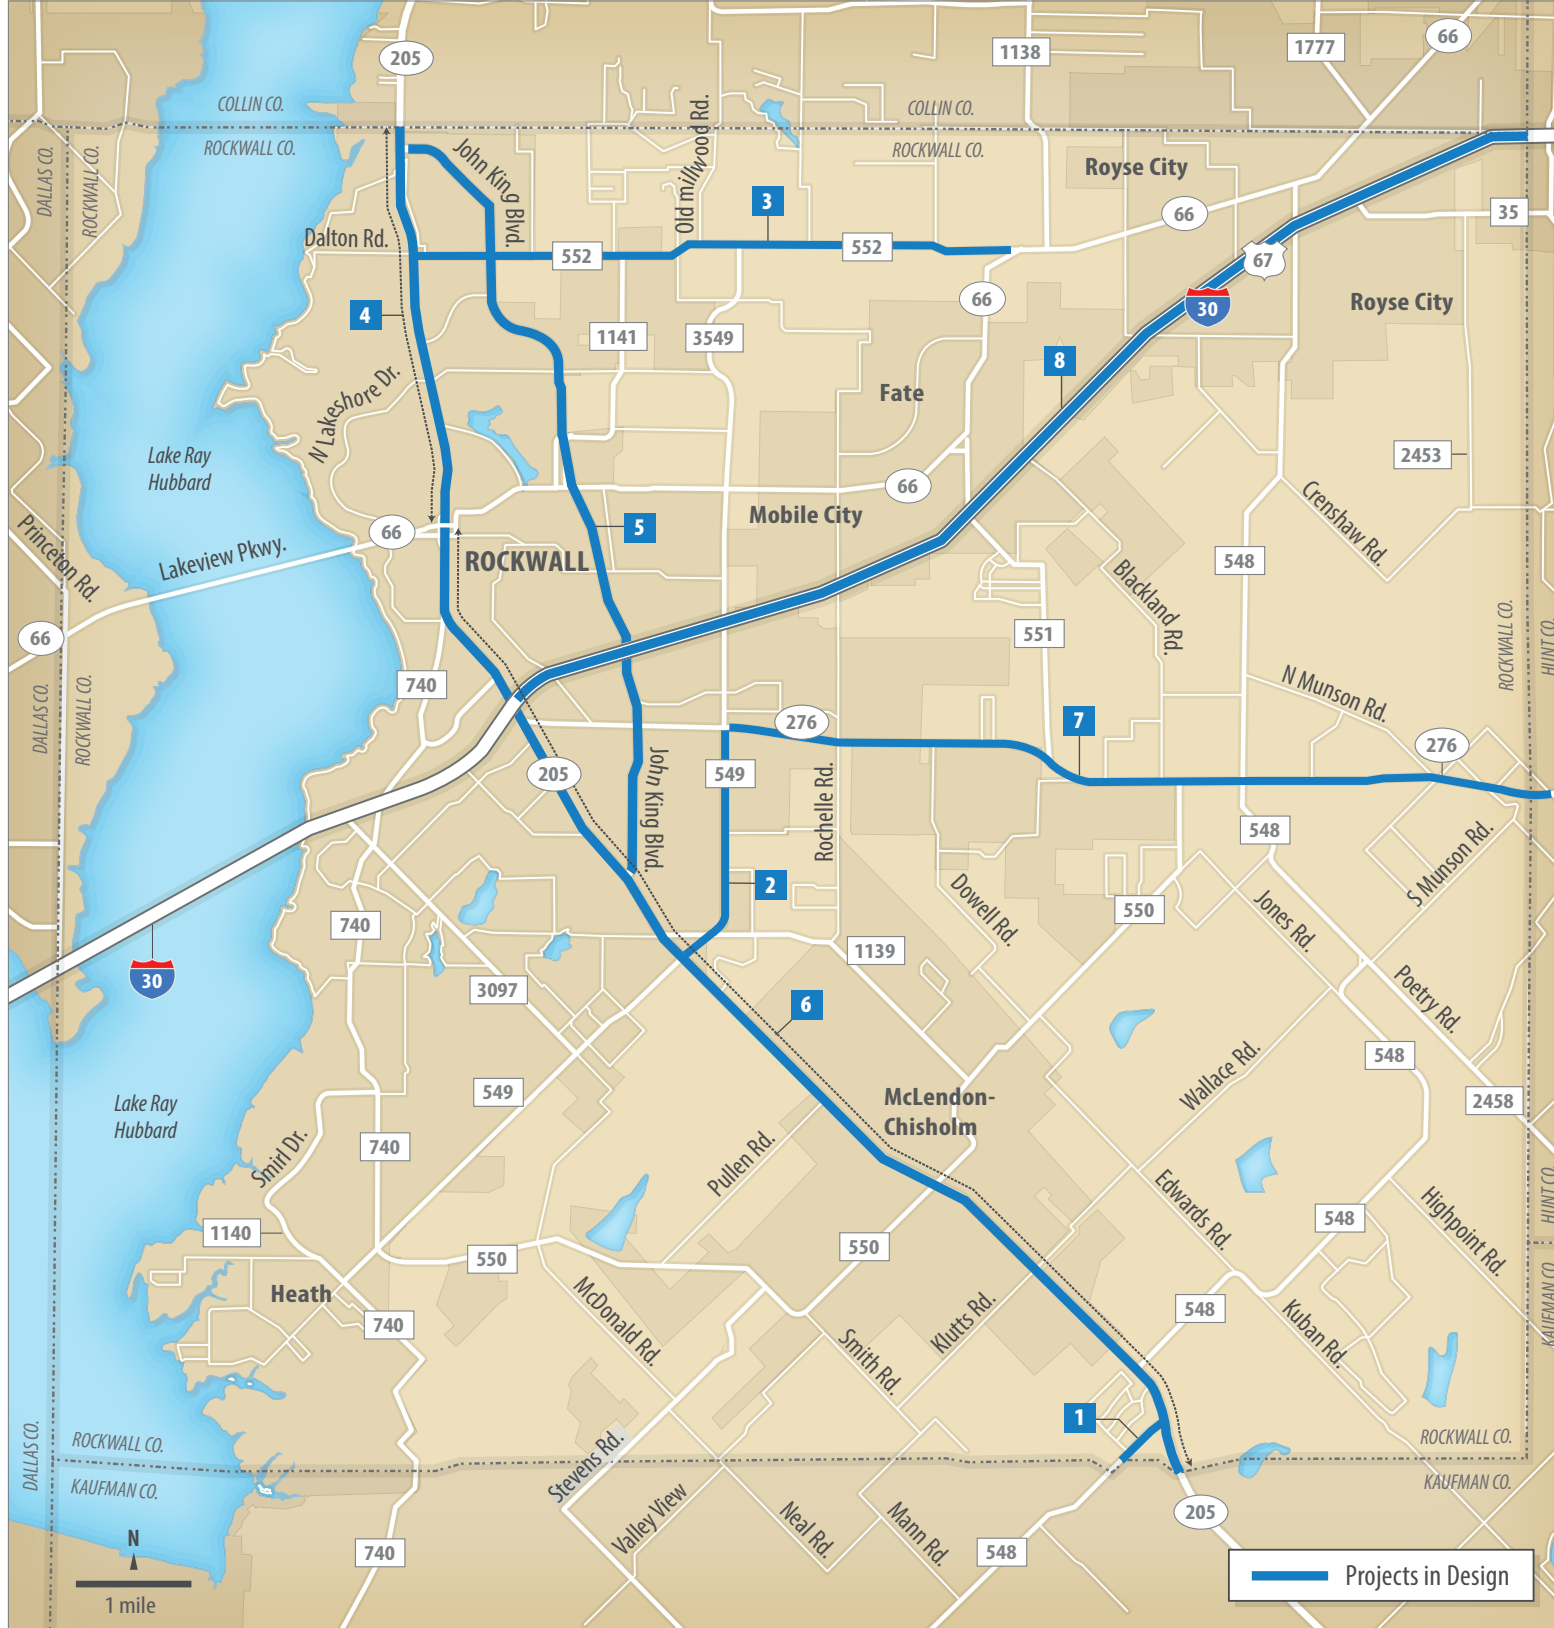 205
1138
1777
66
COLLIN CO.
COLLIN CO.
ROCKWALL CO.
ROCKWALL CO.
DALLAS CO.
ROCKWALL CO.
John King Blvd.
Old millwood Rd.
Royse City
3
66
35
Dalton Rd.
552
552
67
30
66
Royse City
4
1141
3549
8
Fate
N Lakeshore Dr.
Lake Ray
Hubbard
2453
66
Crenshaw Rd.
Mobile City
5
66
Princeton Rd.
Lakeview Pkwy.
ROCKWALL
548
Blackland Rd.
66
551
ROCKWALL CO.
HUNT CO.
DALLAS CO.
ROCKWALL CO.
740
N Munson Rd.
276
7
276
205
John King Blvd.
549
Rochelle Rd.
548
S Munson Rd.
2
Dowell Rd.
550
Jones Rd.
740
1139
30
3097
6
Poetry Rd.
548
Wallace Rd.
549
McLendon-
Chisholm
2458
Lake Ray
Hubbard
Smirl Dr.
740
Pullen Rd.
Edwards Rd.
Highpoint Rd.
HUNT CO.
1140
548
550
550
Heath
McDonald Rd.
KAUFMAN CO.
740
Klutts Rd.
548
Kuban Rd.
Smith Rd.
1
DALLAS CO.
ROCKWALL CO.
ROCKWALL CO.
KAUFMAN CO.
KAUFMAN CO.
Stevens Rd.
Valley View
Neal Rd.
Mann Rd.
205
N
740
548
1 mile
Projects in Design